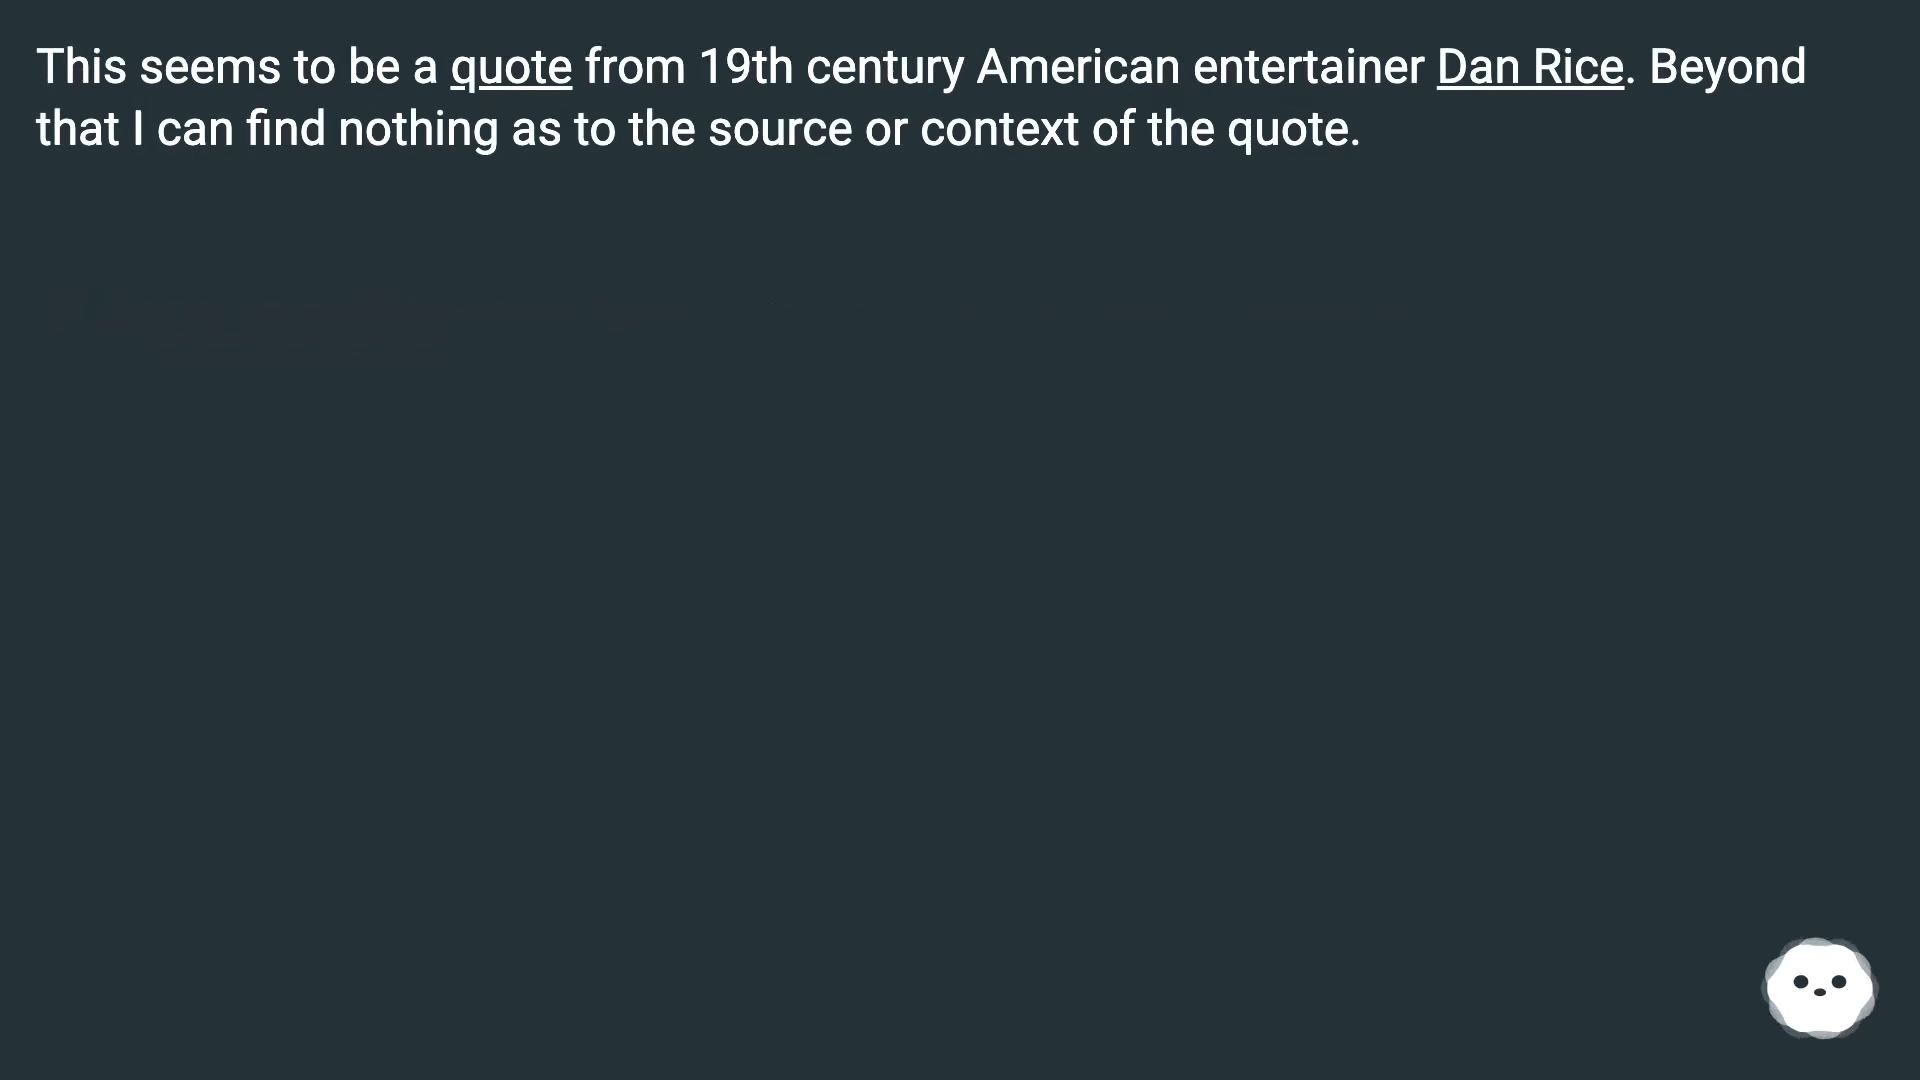 This seems to be a quote from 19th century American entertainer Dan Rice. Beyond
that I can find nothing as to the source or context of the quote.